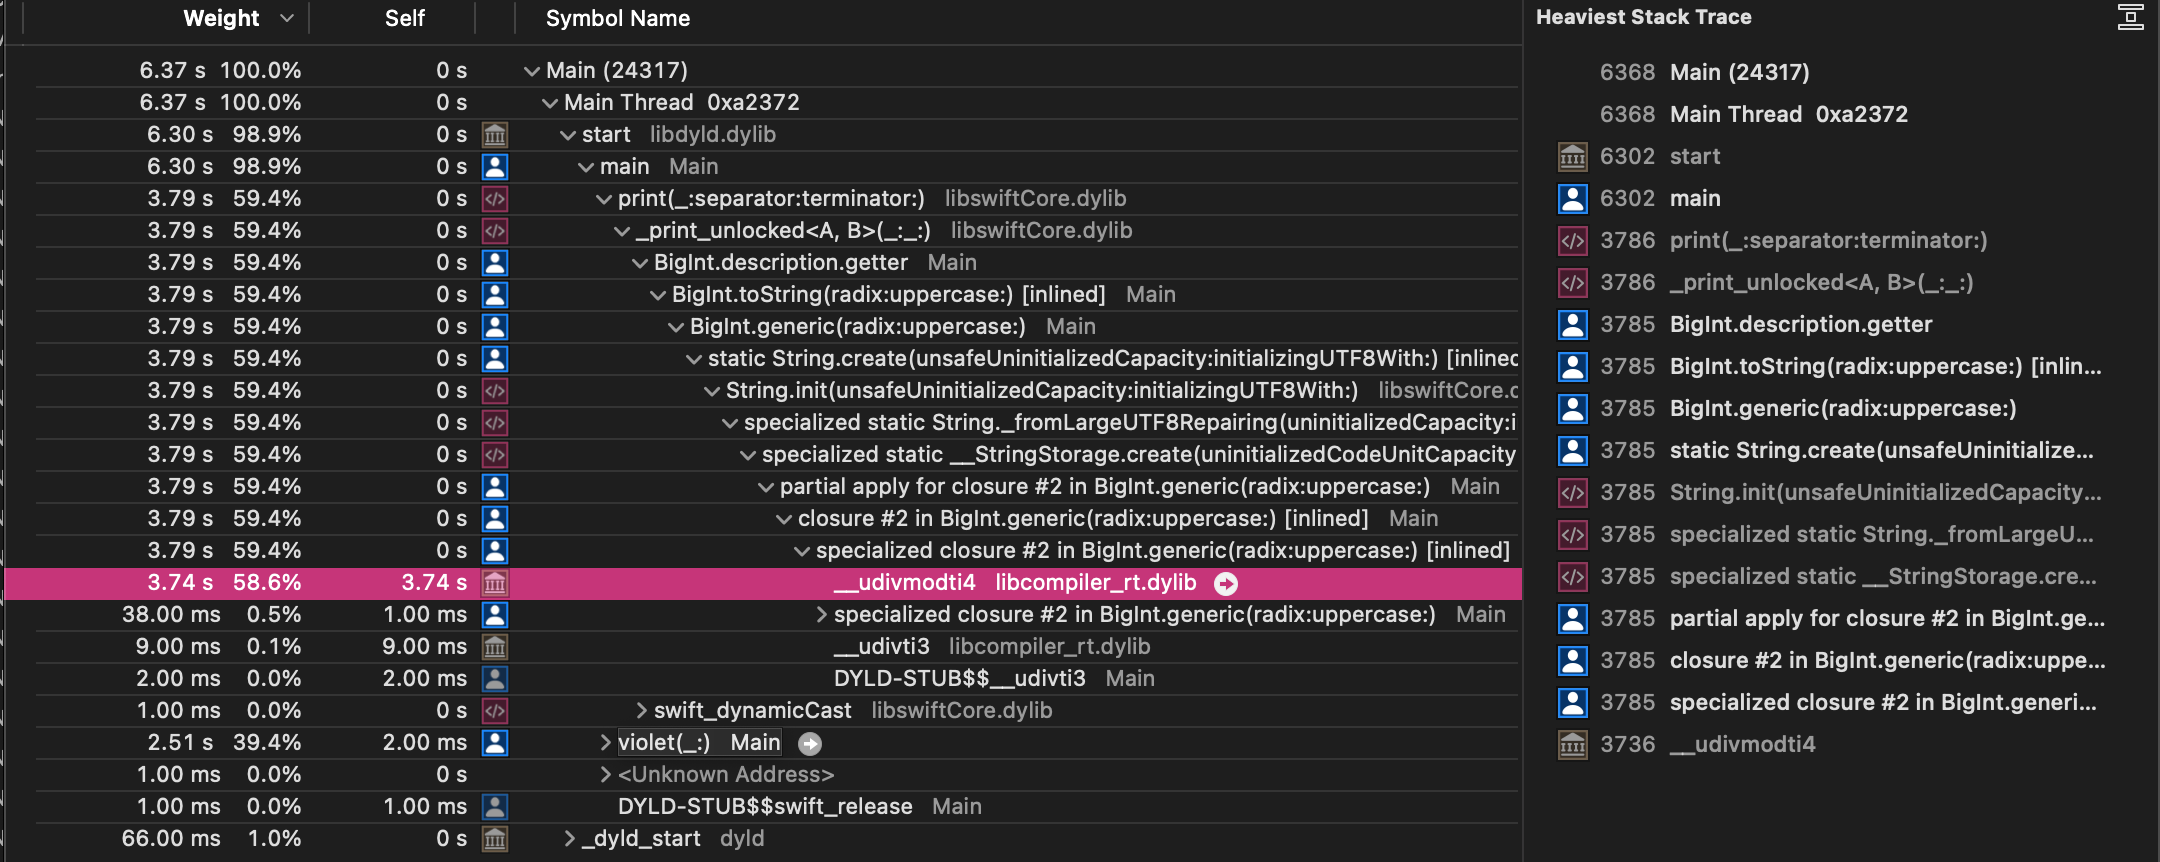 Weight Self Symbol Name
6.37 s 100.0% 0 s Main (24317)
6.37 s 100.0% 0 s Main Thread 0xa2372
6.30 s 98.9% 0 s start libdyld.dylib
6.30 s 98.9% 0 s main Main
3.79 s 59.4% 0 s print(_:separator:terminator:) libswiftCore.dylib
3.79 s 59.4% 0 s _print_unlocked<A, B>(_:_:) libswiftCore.dylib
3.79 s 59.4% 0 s BigInt.description.getter Main
3.79 s 59.4% 0 s BigInt.toString(radix:uppercase:) [inlined] Main
3.79 s 59.4% 0 s BigInt.generic(radix:uppercase:) Main
3.79 s 59.4% 0 s static String.create(unsafeUninitializedCapacity:initializingUTF8With:) [inlined
3.79 s 59.4% 0 s String.init(unsafeUninitializedCapacity:initializingUTF8With:) libswiftCore.d
3.79 s 59.4% 0 s specialized static String._fromLargeUTF8Repairing(uninitializedCapacity:i
3.79 s 59.4% 0 s specialized static __StringStorage.create(uninitializedCodeUnitCapacity
3.79 s 59.4% 0 s partial apply for closure #2 in BigInt.generic(radix:uppercase:) Main
3.79 s 59.4% 0 s closure #2 in BigInt.generic(radix:uppercase:) [inlined] Main
3.79 s 59.4% 0 s specialized closure #2 in BigInt.generic(radix:uppercase:) [inlined]
3.74 s 58.6% 3.74 s __udivmodti4 libcompiler_rt.dylib
38.00 ms 0.5% 1.00 ms specialized closure #2 in BigInt.generic(radix:uppercase:) Main
9.00 ms 0.1% 9.00 ms __udivti3 libcompiler_rt.dylib
2.00 ms 0.0% 2.00 ms DYLD-STUB$$__udivti3 Main
1.00 ms 0.0% 0 s swift_dynamicCast libswiftCore.dylib
2.51 s 39.4% 2.00 ms violet(_:) Main
1.00 ms 0.0% 0 s <Unknown Address>
1.00 ms 0.0% 1.00 ms DYLD-STUB$$swift_release Main
66.00 ms 1.0% 0 s _dyld_start dyld
Heaviest Stack Trace
6368 Main (24317)
6368 Main Thread 0xa2372
6302 start
6302 main
3786 print(_:separator:terminator:)
3786 _print_unlocked<A, B>(_:_:)
3785 BigInt.description.getter
3785 BigInt.toString(radix:uppercase:) [inlin...
3785 BigInt.generic(radix:uppercase:)
3785 static String.create(unsafeUninitialize...
3785 String.init(unsafeUninitializedCapacity...
3785 specialized static String._fromLargeU...
3785 specialized static __StringStorage.cre...
3785 partial apply for closure #2 in BigInt.ge...
3785 closure #2 in BigInt.generic(radix:uppe...
3785 specialized closure #2 in BigInt.generi...
3736 __udivmodti4